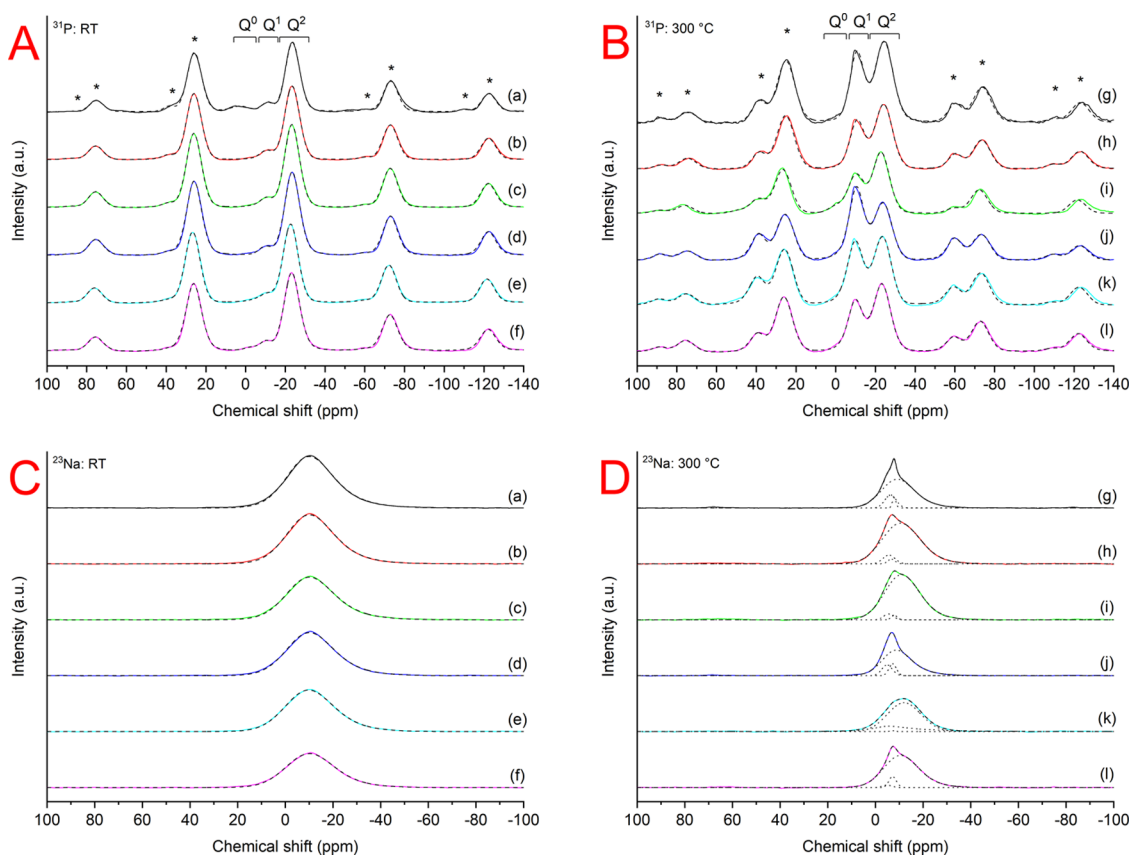 A
³¹P: RT
Q⁰ Q¹ Q²
* * * * * * * *
(a)
(b)
(c)
(d)
(e)
(f)
Intensity (a.u.)
100 80 60 40 20 0 -20 -40 -60 -80 -100 -120 -140
Chemical shift (ppm)
B
³¹P: 300 °C
Q⁰ Q¹ Q²
* * * * * * * *
(g)
(h)
(i)
(j)
(k)
(l)
Intensity (a.u.)
100 80 60 40 20 0 -20 -40 -60 -80 -100 -120 -140
Chemical shift (ppm)
C
²³Na: RT
(a)
(b)
(c)
(d)
(e)
(f)
Intensity (a.u.)
100 80 60 40 20 0 -20 -40 -60 -80 -100
Chemical shift (ppm)
D
²³Na: 300 °C
(g)
(h)
(i)
(j)
(k)
(l)
Intensity (a.u.)
100 80 60 40 20 0 -20 -40 -60 -80 -100
Chemical shift (ppm)